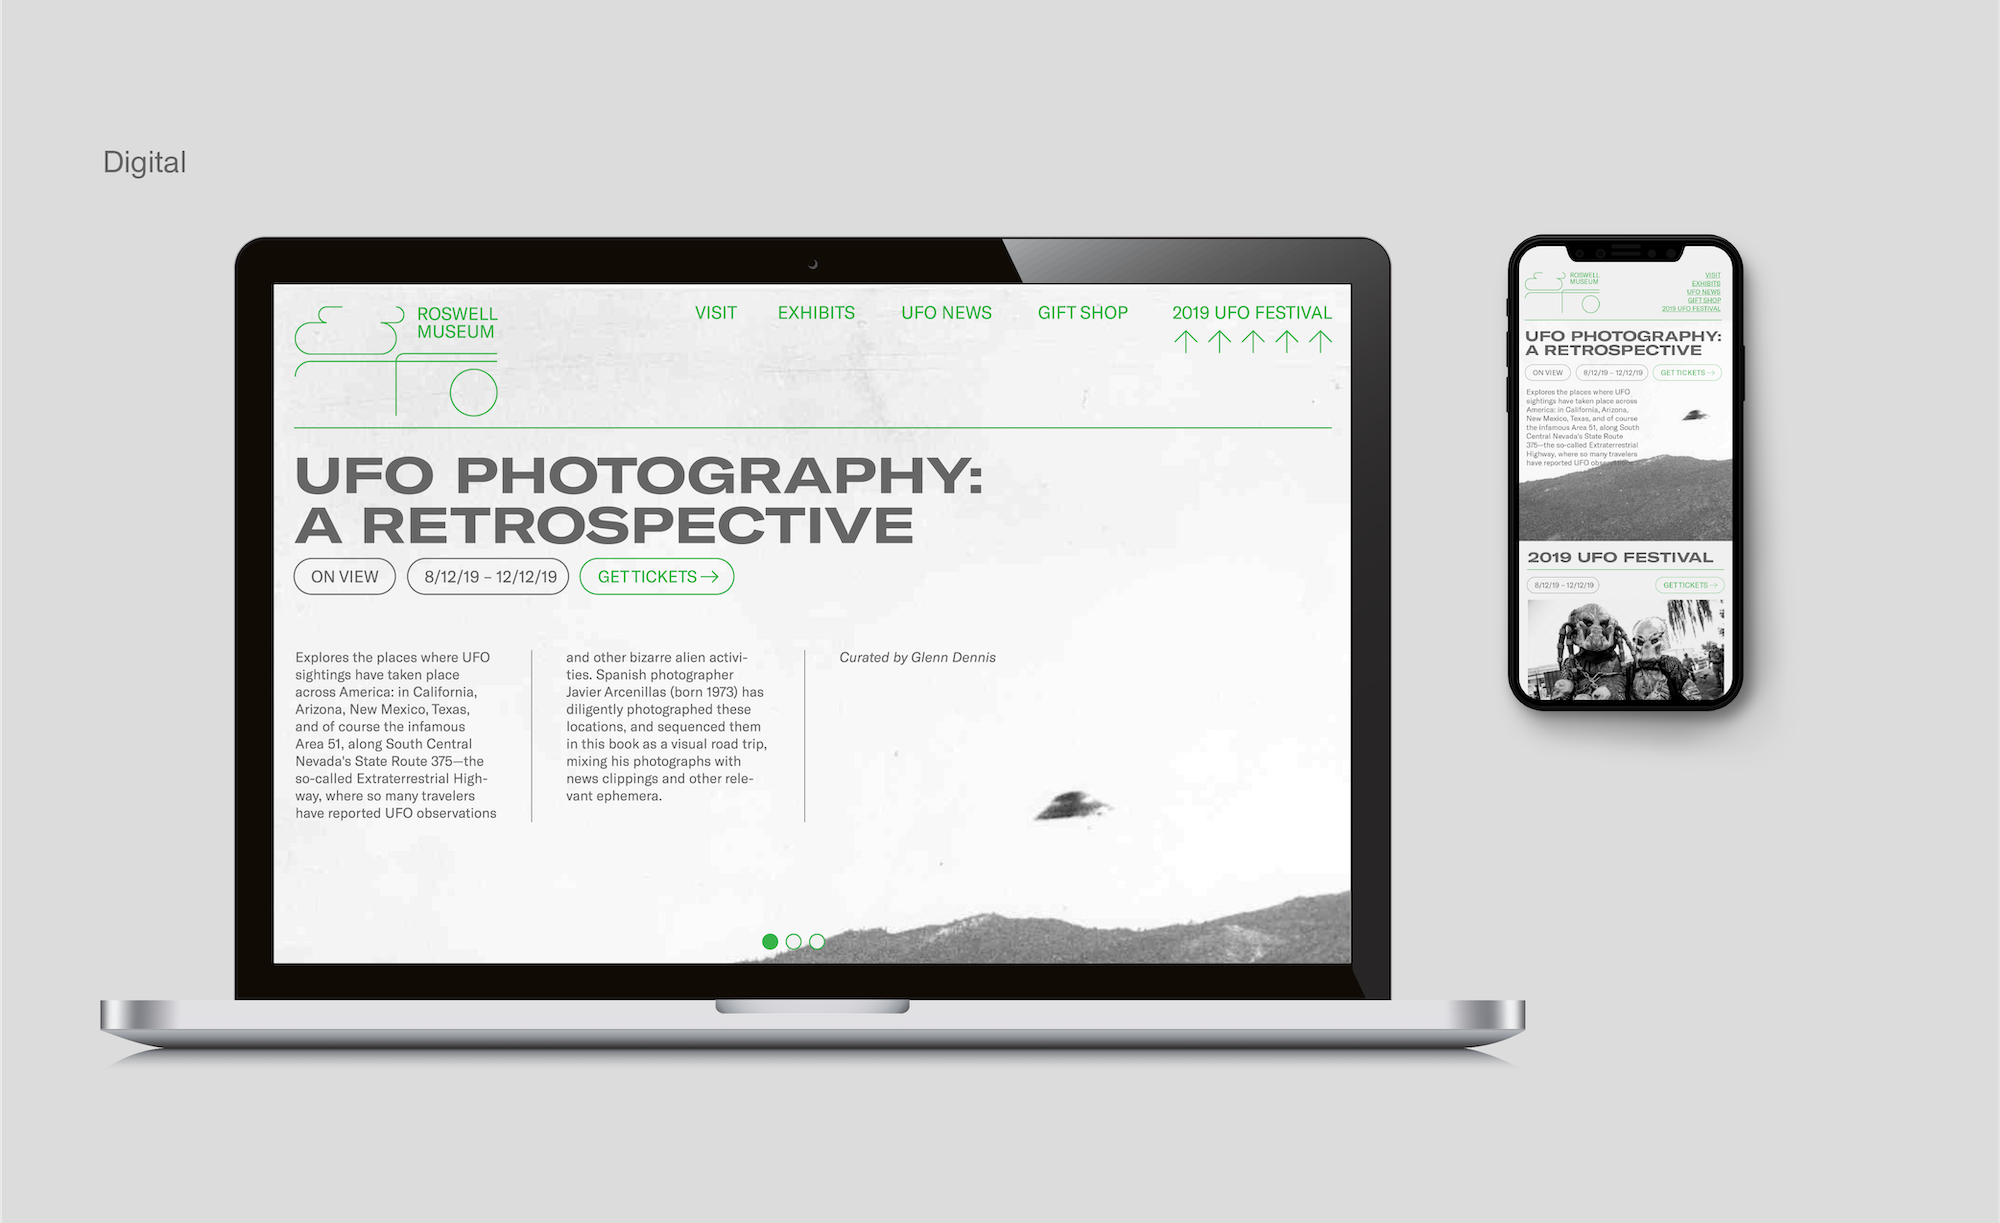 Digital
ROSWELL
MUSEUM
VISIT
EXHIBITS
UFO NEWS
GIFT SHOP
2019 UFO FESTIVAL
UFO PHOTOGRAPHY:
A RETROSPECTIVE
ON VIEW
8/12/19 – 12/12/19
GET TICKETS
Explores the places where UFO
sightings have taken place
across America: in California,
Arizona, New Mexico, Texas,
and of course the infamous
Area 51, along South Central
Nevada's State Route 375—the
so-called Extraterrestrial High-
way, where so many travelers
have reported UFO observations
and other bizarre alien activi-
ties. Spanish photographer
Javier Arcenillas (born 1973) has
diligently photographed these
locations, and sequenced them
in this book as a visual road trip,
mixing his photographs with
news clippings and other rele-
vant ephemera.
Curated by Glenn Dennis
ROSWELL
MUSEUM
VISIT
EXHIBITS
UFO NEWS
GIFT SHOP
2019 UFO FESTIVAL
UFO PHOTOGRAPHY:
A RETROSPECTIVE
ON VIEW
8/12/19 – 12/12/19
GET TICKETS
Explores the places where UFO
sightings have taken place across
America: in California, Arizona,
New Mexico, Texas, and of course
the infamous Area 51, along South
Central Nevada's State Route
375—the so-called Extraterrestrial
Highway, where so many travelers
have reported UFO
2019 UFO FESTIVAL
8/12/19 – 12/12/19
GET TICKETS